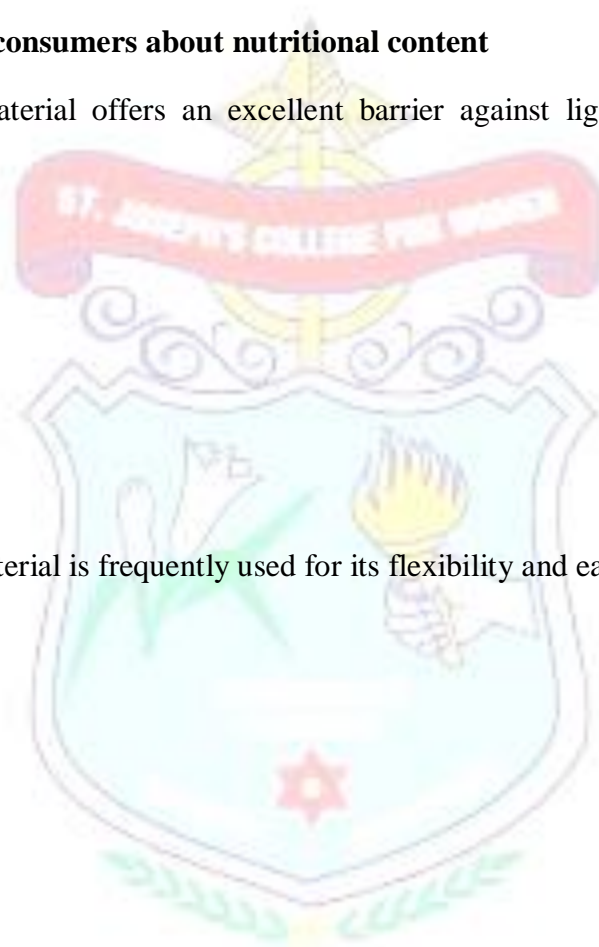 consumers about nutritional content
aterial offers an excellent barrier against lig
ST. JOSEPH'S COLLEGE FOR WOMEN
terial is frequently used for its flexibility and ea